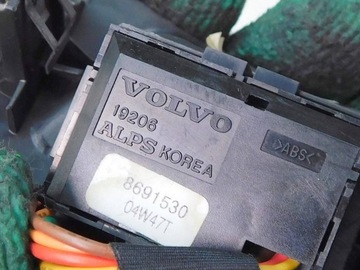 VOLVO
19206
ALPS KOREA
>ABS<
8691530
04W47T